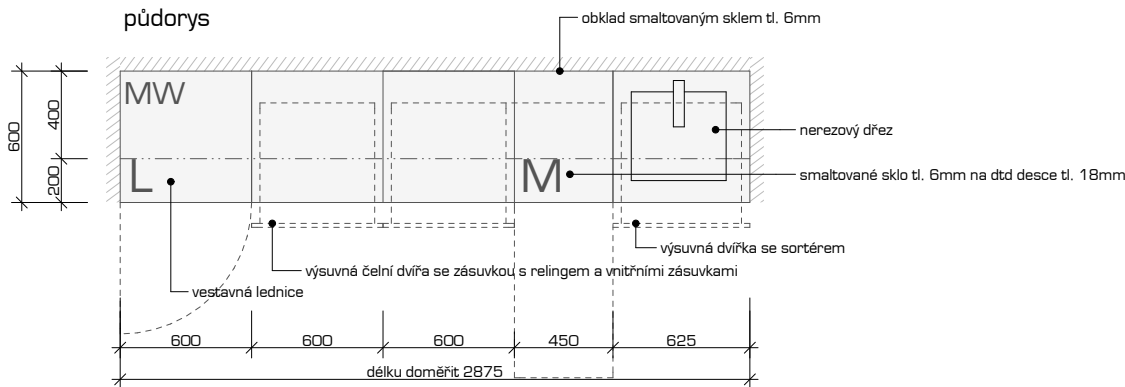 půdorys
obklad smaltovaným sklem tl. 6mm
MW
600
400
200
nerezový dřez
L
M
smaltované sklo tl. 6mm na dtd desce tl. 18mm
výsuvná dvířka se sortérem
výsuvná čelní dvířa se zásuvkou s relingem a vnitřními zásuvkami
vestavná lednice
600
600
600
450
625
délku doměřit 2875